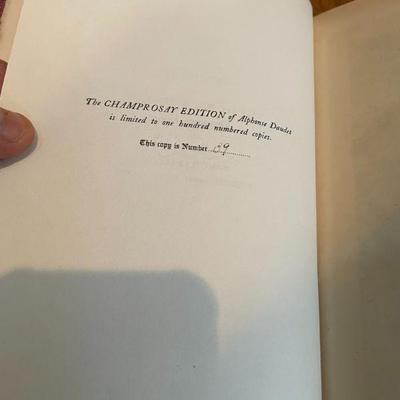 The CHAMPROSAY EDITION of Alphonse Daudet
is limited to one hundred numbered copies.
This copy is Number